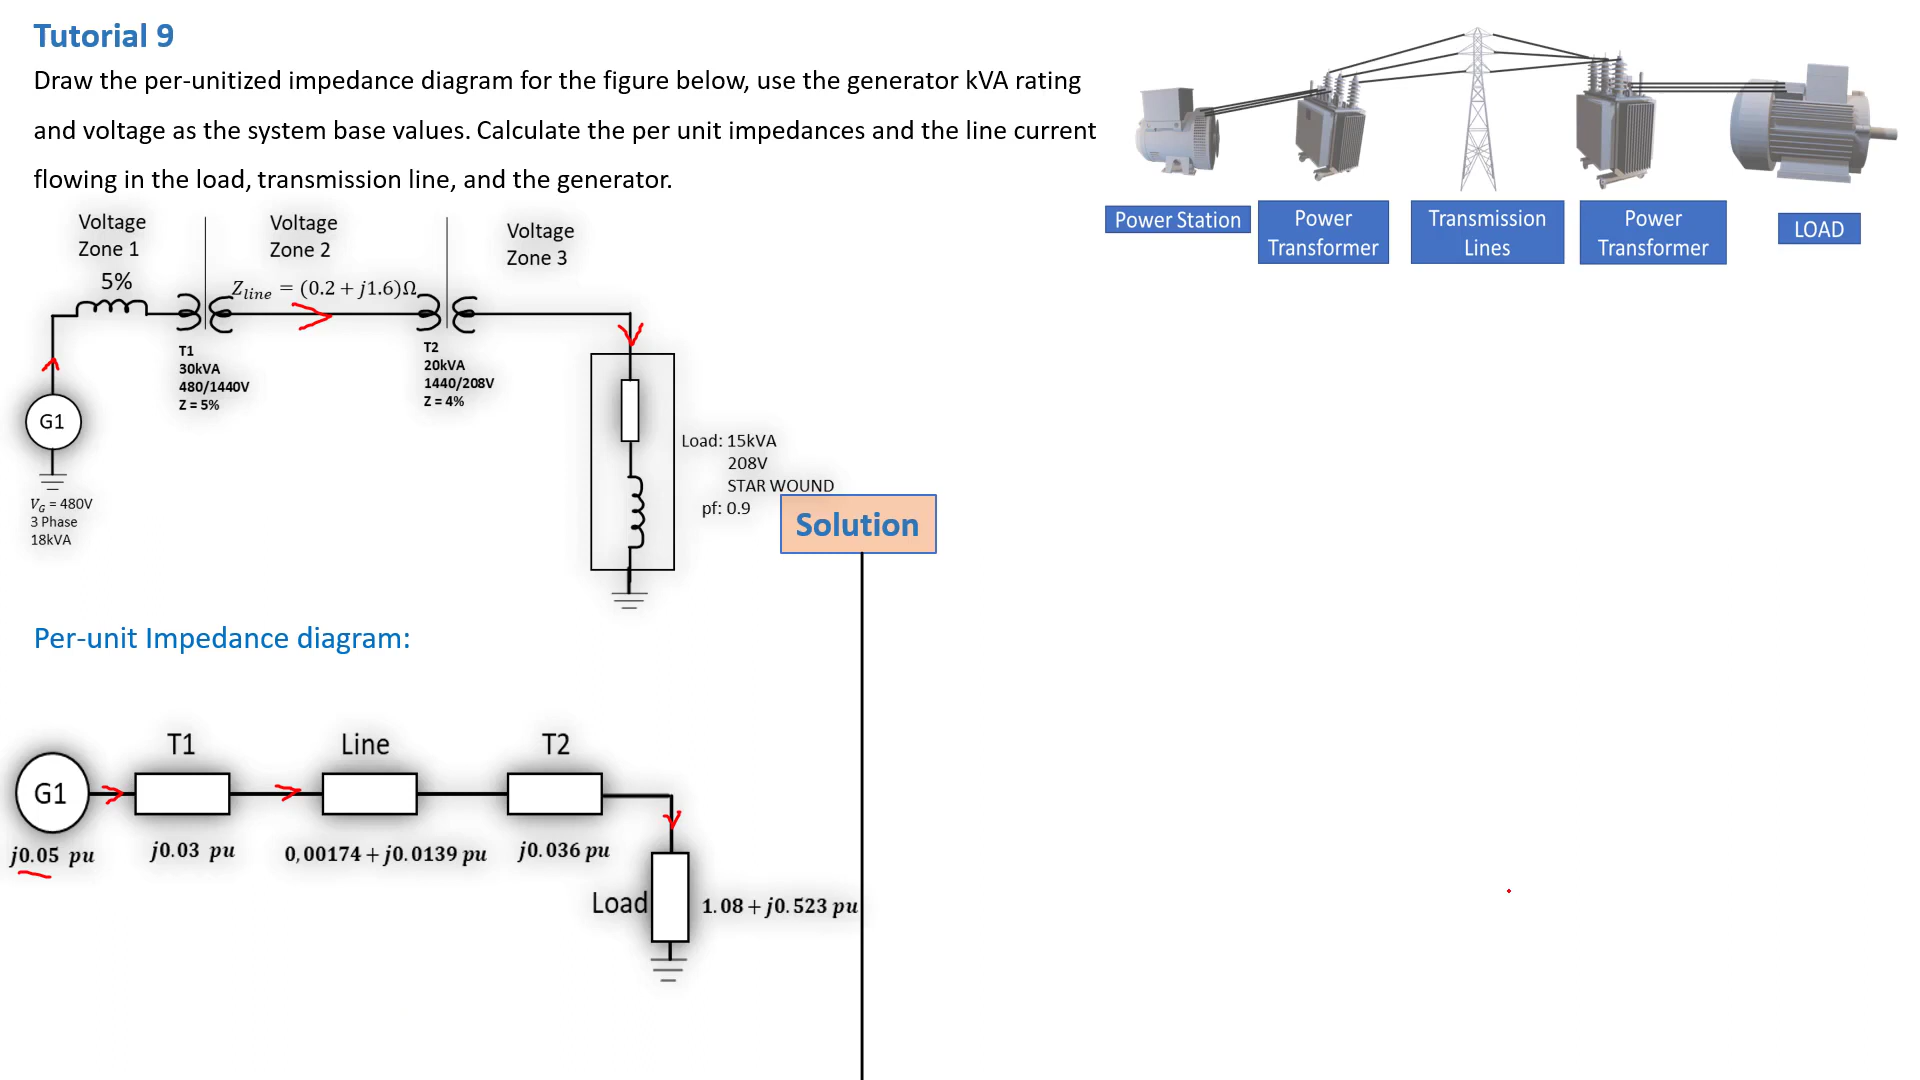 Tutorial 9
Draw the per-unitized impedance diagram for the figure below, use the generator kVA rating
and voltage as the system base values. Calculate the per unit impedances and the line current
flowing in the load, transmission line, and the generator.
Power Station
Power
Transformer
Transmission
Lines
Power
Transformer
LOAD
Voltage
Zone 1
Voltage
Zone 2
Voltage
Zone 3
5%
Z_line = (0.2 + j1.6)Ω
T1
30kVA
480/1440V
Z = 5%
T2
20kVA
1440/208V
Z = 4%
G1
V_G = 480V
3 Phase
18kVA
Load: 15kVA
208V
STAR WOUND
pf: 0.9
Solution
Per-unit Impedance diagram:
T1
Line
T2
G1
j0.05 pu
j0.03 pu
0,00174 + j0.0139 pu
j0.036 pu
Load
1.08 + j0.523 pu